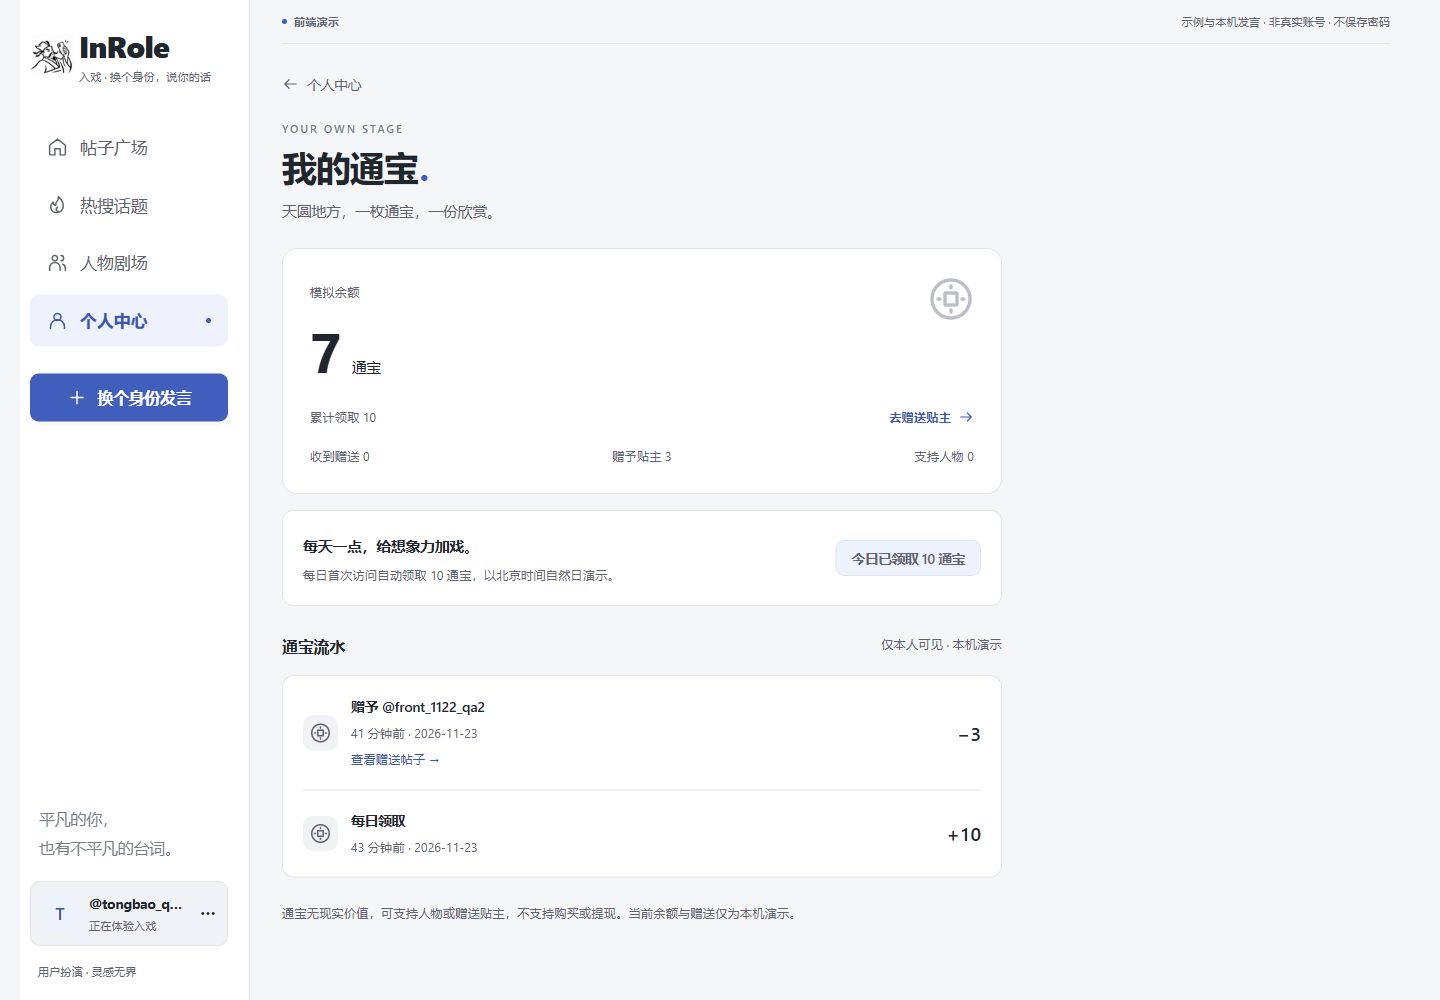 InRole
入戏 · 换个身份，说你的话
帖子广场
热搜话题
人物剧场
个人中心
换个身份发言
平凡的你，
也有不平凡的台词。
T
@tongbao_q...
正在体验入戏
用户扮演 · 灵感无界
前端演示
示例与本机发言 · 非真实账号 · 不保存密码
← 个人中心
YOUR OWN STAGE
我的通宝.
天圆地方，一枚通宝，一份欣赏。
模拟余额
7 通宝
累计领取 10
去赠送贴主 →
收到赠送 0
赠予贴主 3
支持人物 0
每天一点，给想象力加戏。
每日首次访问自动领取 10 通宝，以北京时间自然日演示。
今日已领取 10 通宝
通宝流水
仅本人可见 · 本机演示
赠予 @front_1122_qa2
41 分钟前 · 2026-11-23
查看赠送帖子 →
−3
每日领取
43 分钟前 · 2026-11-23
+10
通宝无现实价值，可支持人物或赠送贴主，不支持购买或提现。当前余额与赠送仅为本机演示。